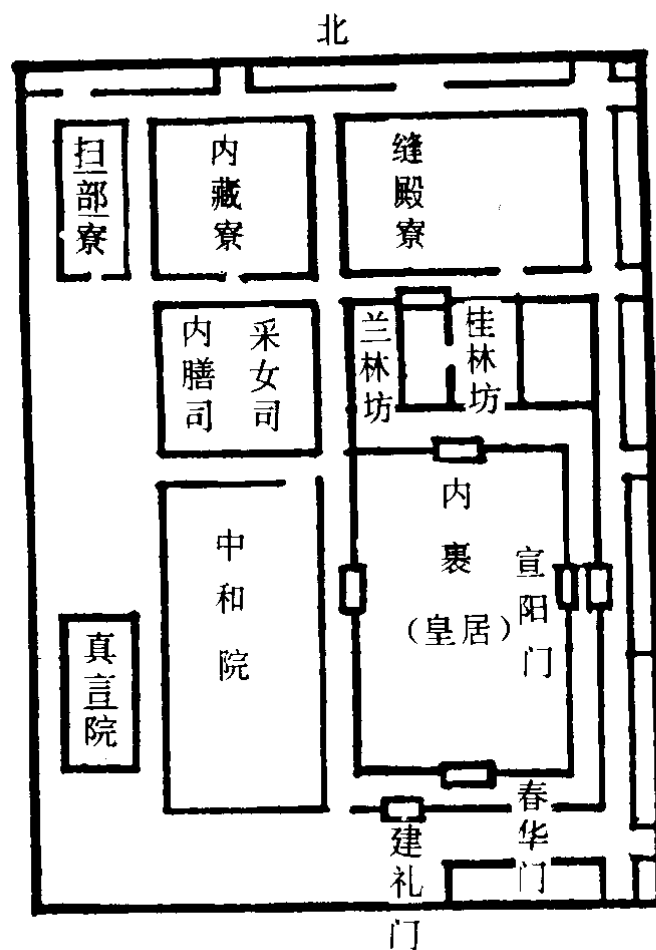 北
扫部寮
内藏寮
缝殿寮
内膳司
采女司
兰林坊
桂林坊
中和院
内裏
(皇居)
宣阳门
真言院
建礼门
春华门